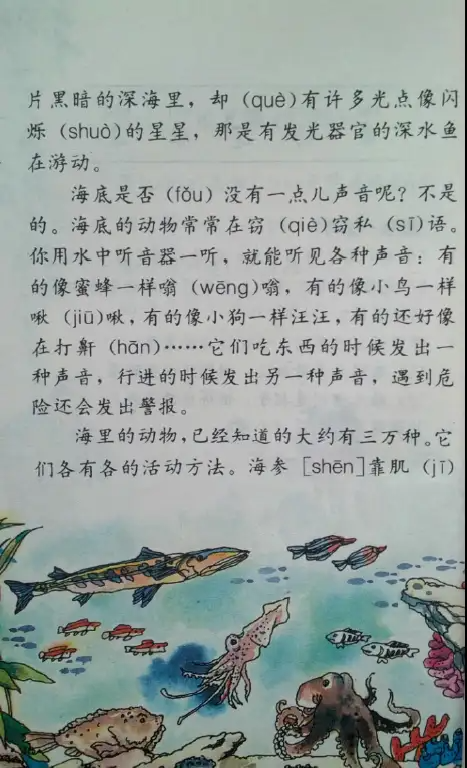 片黑暗的深海里，却（què）有许多光点像闪
烁（shuò）的星星，那是有发光器官的深水鱼
在游动。
海底是否（fǒu）没有一点儿声音呢？不是
的。海底的动物常常在窃（qiè）窃私（sī）语。
你用水中听音器一听，就能听见各种声音：有
的像蜜蜂一样嗡（wēng）嗡，有的像小鸟一样
啾（jiū）啾，有的像小狗一样汪汪，有的还好像
在打鼾（hān）……它们吃东西的时候发出一
种声音，行进的时候发出另一种声音，遇到危
险还会发出警报。
海里的动物，已经知道的大约有三万种。它
们各有各的活动方法。海参［shēn］靠肌（jī）